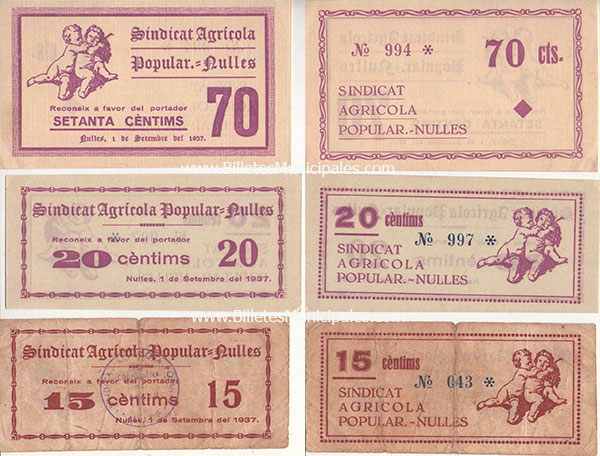 Sindicat Agrícola
Popular.=Nulles
Reconeix a favor del portador
SETANTA CÈNTIMS
70
Nulles, 1 de Setembre del 1937.
№ 994 *
70 cts.
SINDICAT
AGRICOLA
POPULAR.-NULLES
www.BilletesMunicipales.com
Sindicat Agrícola Popular=Nulles
Reconeix a favor del portador
20 cèntims
20
Nulles, 1 de Setembre del 1937.
20 cèntims
№ 997 *
SINDICAT
AGRICOLA
POPULAR.-NULLES
www.BilletesMunicipales.com
Sindicat Agrícola Popular=Nulles
Reconeix a favor del portador
15 cèntims
15
Nulles, 1 de Setembre del 1937.
15 cèntims
№ 043 *
SINDICAT
AGRICOLA
POPULAR.-NULLES